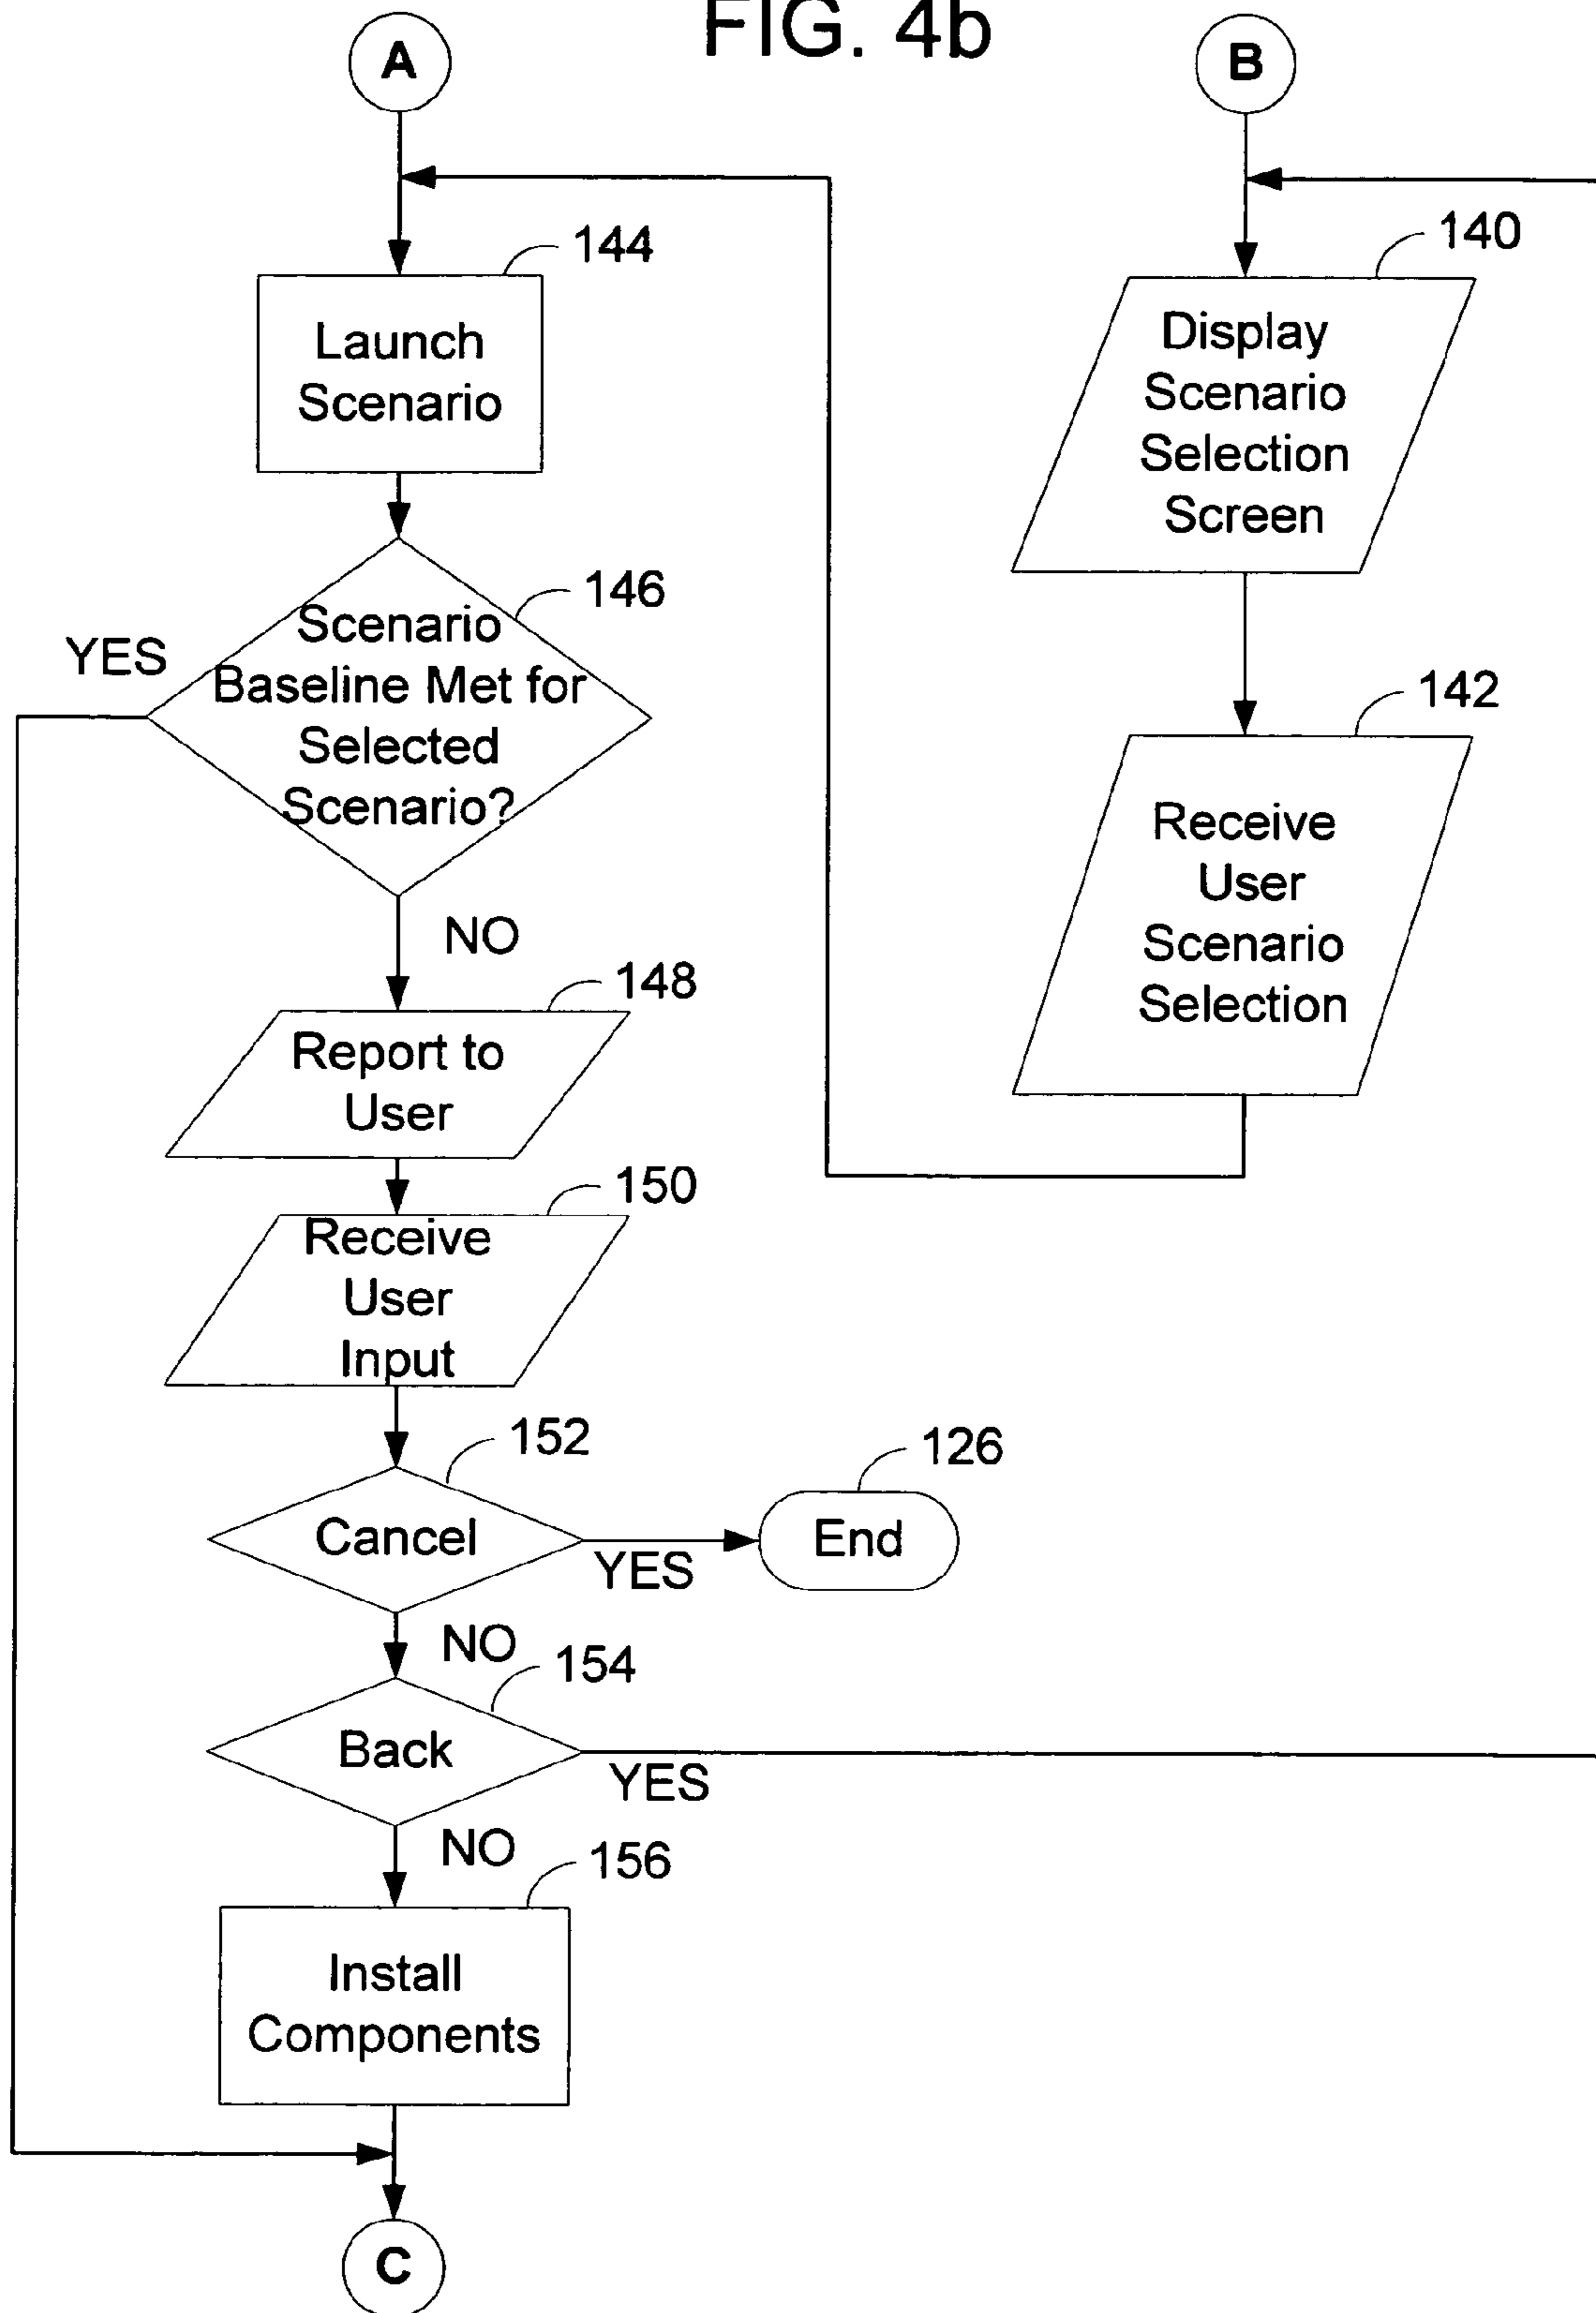 FIG. 4b
A
144
Launch
Scenario
146
YES
Scenario
Baseline Met for
Selected
Scenario?
NO
148
Report to
User
150
Receive
User
Input
152
Cancel
YES
126
End
NO
154
Back
YES
NO
156
Install
Components
C
B
140
Display
Scenario
Selection
Screen
142
Receive
User
Scenario
Selection